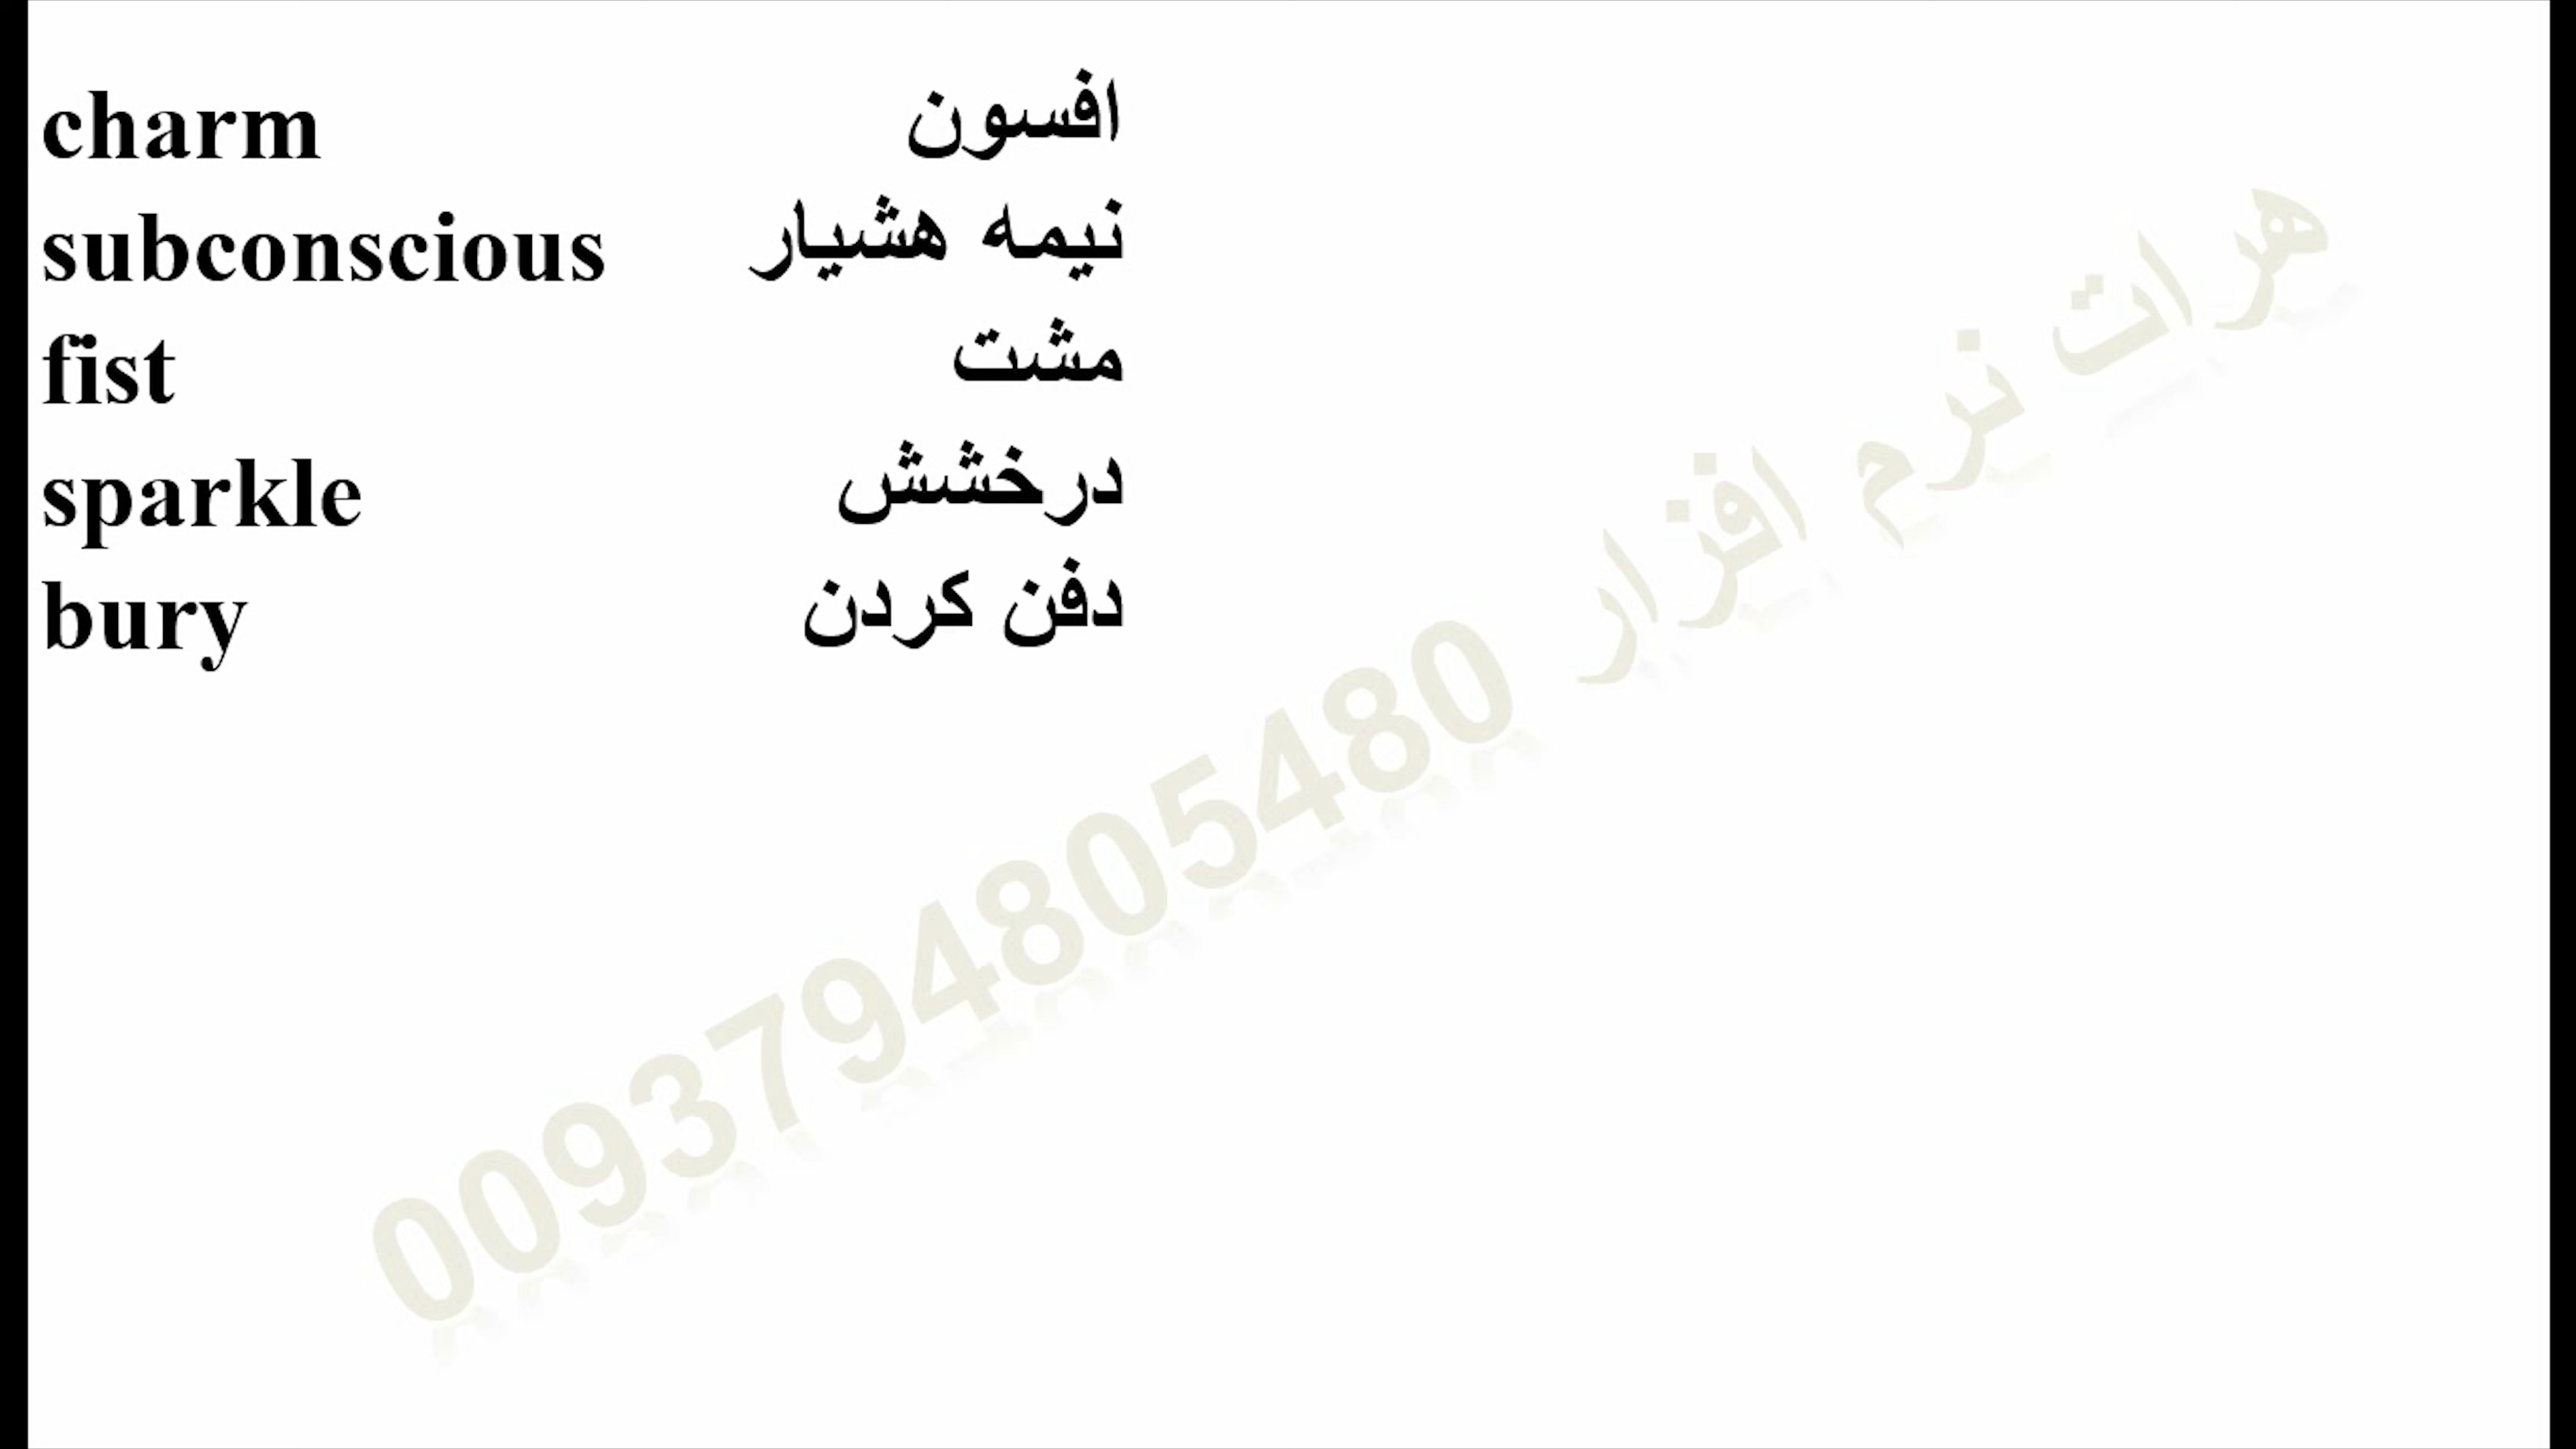 charm افسون
subconscious نیمه هشیار
fist مشت
sparkle درخشش
bury دفن کردن
هرات نرم افزار 0093794805480